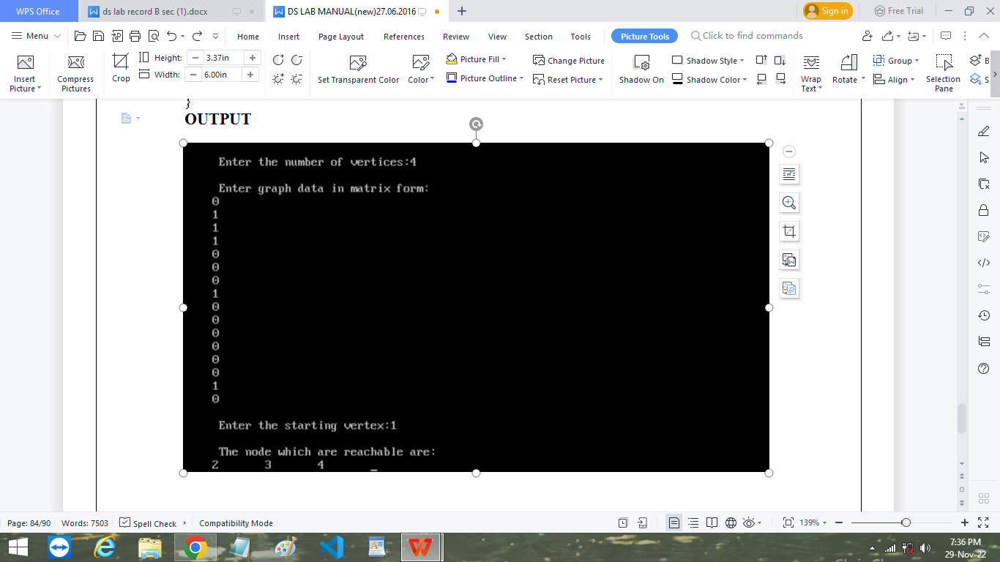 WPS Office
ds lab record B sec (1).docx
DS LAB MANUAL(new)27.06.2016
Sign in
Free Trial
Menu
Home
Insert
Page Layout
References
Review
View
Section
Tools
Picture Tools
Click to find commands
Insert
Picture
Compress
Pictures
Crop
Height: 3.37in
Width: 6.00in
Set Transparent Color
Color
Picture Fill
Picture Outline
Change Picture
Reset Picture
Shadow On
Shadow Style
Shadow Color
Wrap
Text
Rotate
Group
Align
Selection
Pane
B
S
}
OUTPUT
Enter the number of vertices:4
Enter graph data in matrix form:
0
1
1
1
0
0
0
1
0
0
0
0
0
0
1
0
Enter the starting vertex:1
The node which are reachable are:
2 3 4 _
Page: 84/90 Words: 7503 Spell Check Compatibility Mode 139%
7:36 PM
29-Nov-22